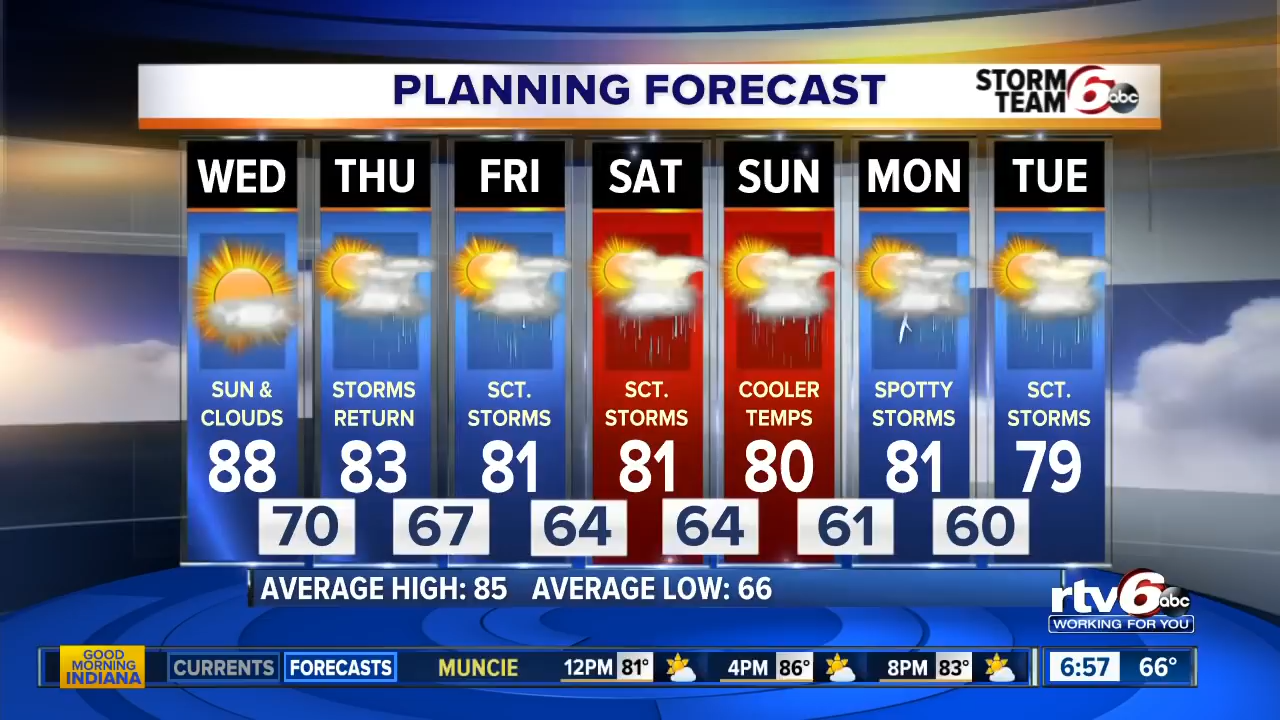 PLANNING FORECAST
STORM
TEAM 6 abc
WED THU FRI SAT SUN MON TUE
SUN & STORMS SCT. SCT. COOLER SPOTTY SCT.
CLOUDS RETURN STORMS STORMS TEMPS STORMS STORMS
88 83 81 81 80 81 79
70 67 64 64 61 60
AVERAGE HIGH: 85 AVERAGE LOW: 66
rtv6 abc
WORKING FOR YOU
GOOD
MORNING
INDIANA
CURRENTS FORECASTS MUNCIE 12PM 81° 4PM 86° 8PM 83° 6:57 66°